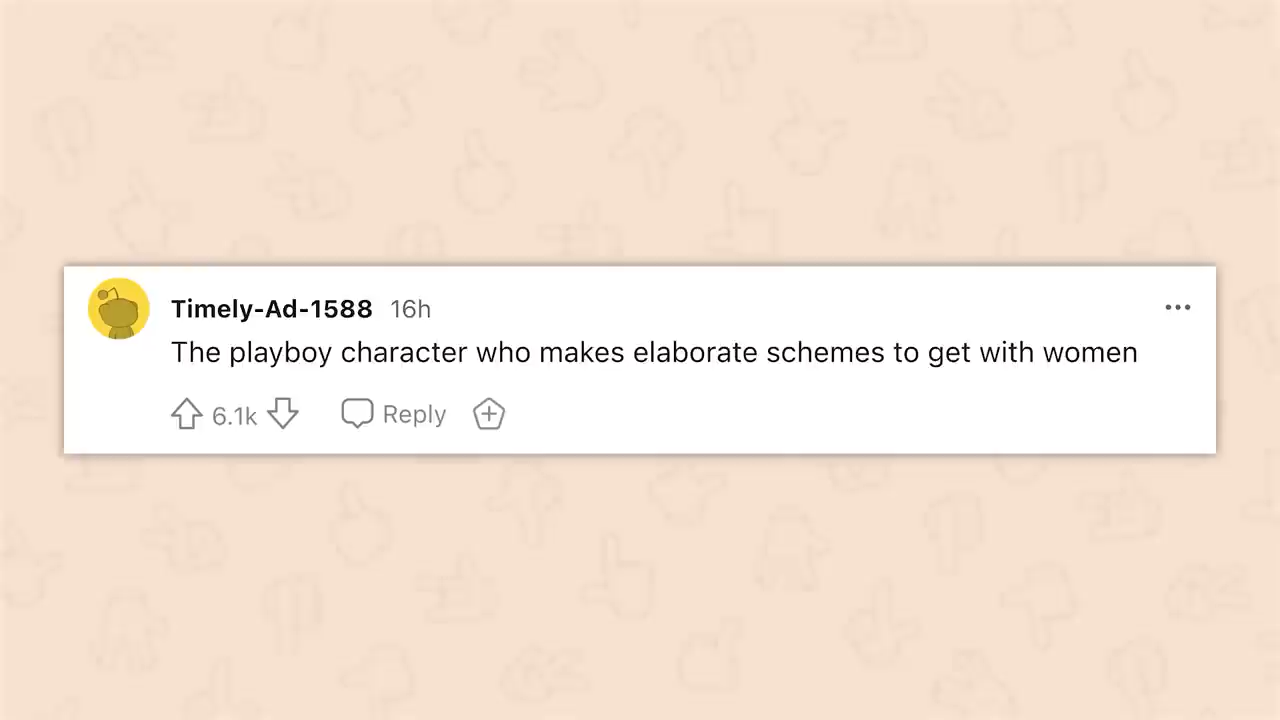 Timely-Ad-1588 16h
The playboy character who makes elaborate schemes to get with women
6.1k Reply